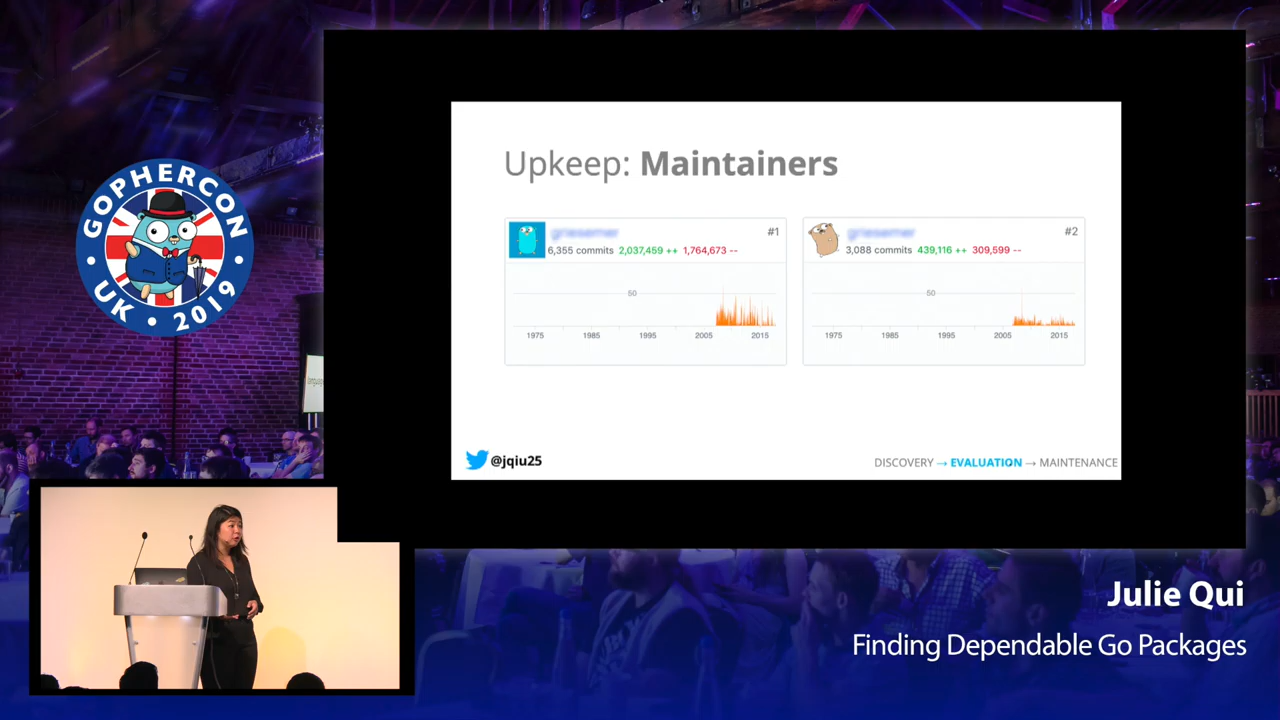 GOPHERCON
UK
2019
Upkeep: Maintainers
#1
6,355 commits 2,037,459 ++ 1,764,673 --
50
1975 1985 1995 2005 2015
#2
3,088 commits 439,116 ++ 309,599 --
50
1975 1985 1995 2005 2015
@jqiu25
DISCOVERY → EVALUATION → MAINTENANCE
Julie Qui
Finding Dependable Go Packages